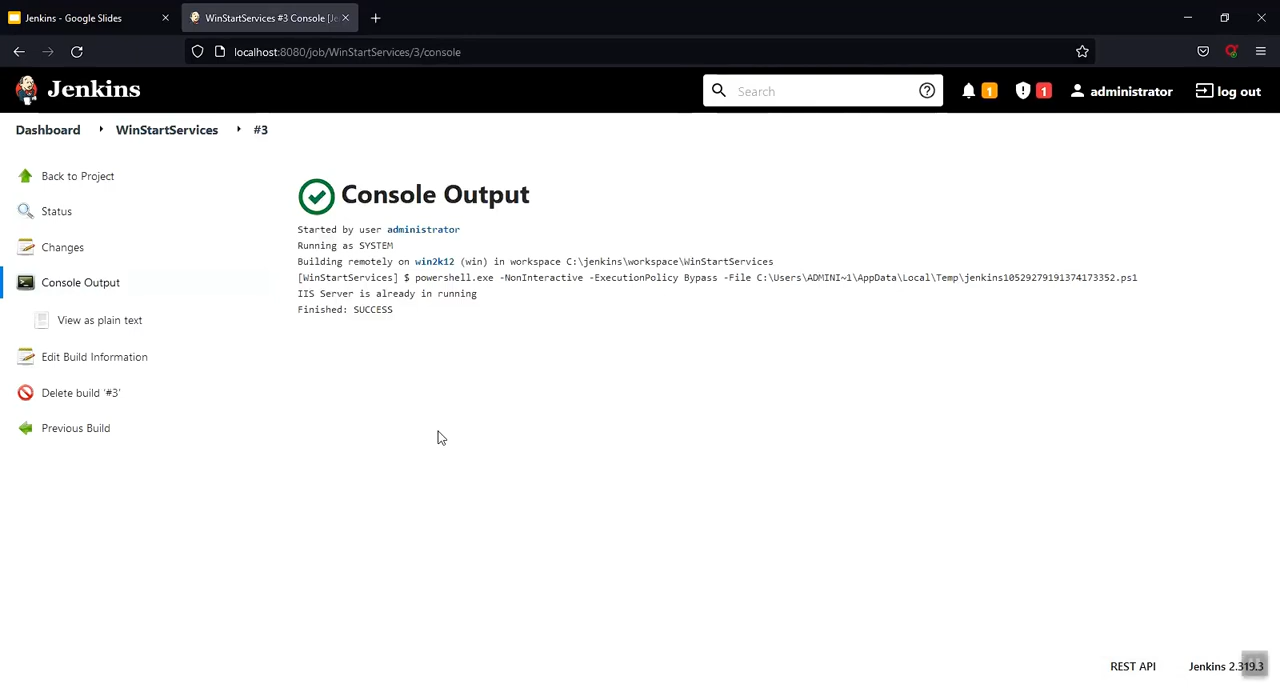 Jenkins - Google Slides
WinStartServices #3 Console [Je
localhost:8080/job/WinStartServices/3/console
Jenkins
Search
1
1
administrator
log out
Dashboard
WinStartServices
#3
Back to Project
Status
Changes
Console Output
View as plain text
Edit Build Information
Delete build '#3'
Previous Build
Console Output
Started by user administrator
Running as SYSTEM
Building remotely on win2k12 (win) in workspace C:\jenkins\workspace\WinStartServices
[WinStartServices] $ powershell.exe -NonInteractive -ExecutionPolicy Bypass -File C:\Users\ADMINI~1\AppData\Local\Temp\jenkins10529279191374173352.ps1
IIS Server is already in running
Finished: SUCCESS
REST API
Jenkins 2.319.3